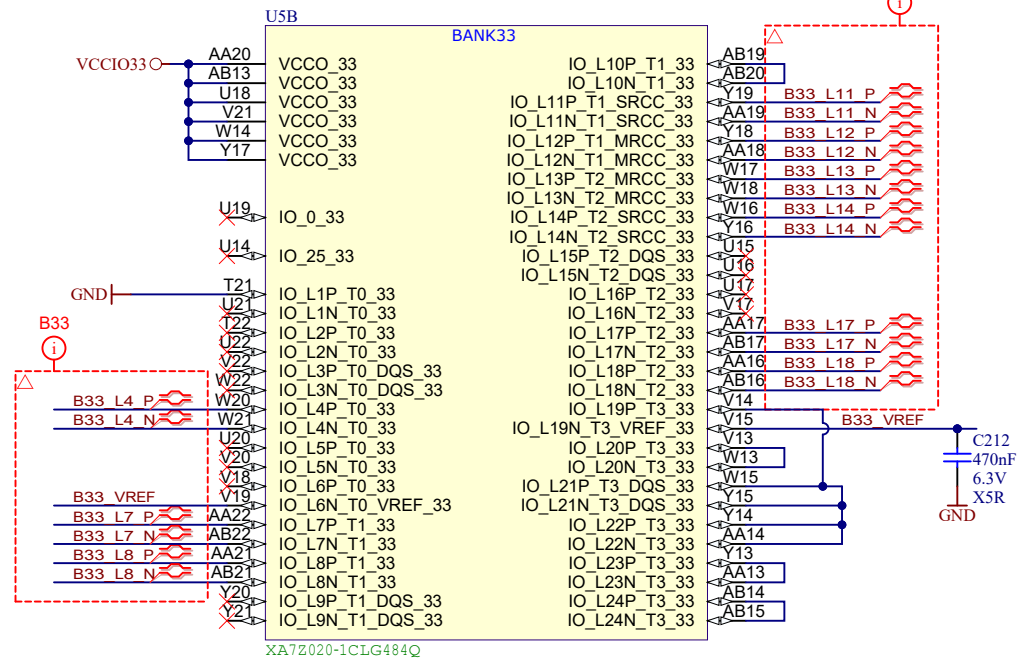 i
U5B
BANK33
VCCIO33
AA20 VCCO_33
AB13 VCCO_33
U18 VCCO_33
V21 VCCO_33
W14 VCCO_33
Y17 VCCO_33
U19 IO_0_33
U14 IO_25_33
GND
T21 IO_L1P_T0_33
U21 IO_L1N_T0_33
T22 IO_L2P_T0_33
U22 IO_L2N_T0_33
V22 IO_L3P_T0_DQS_33
W22 IO_L3N_T0_DQS_33
B33
i
B33_L4_P W20 IO_L4P_T0_33
B33_L4_N W21 IO_L4N_T0_33
U20 IO_L5P_T0_33
V20 IO_L5N_T0_33
V18 IO_L6P_T0_33
B33_VREF V19 IO_L6N_T0_VREF_33
B33_L7_P AA22 IO_L7P_T1_33
B33_L7_N AB22 IO_L7N_T1_33
B33_L8_P AA21 IO_L8P_T1_33
B33_L8_N AB21 IO_L8N_T1_33
Y20 IO_L9P_T1_DQS_33
Y21 IO_L9N_T1_DQS_33
IO_L10P_T1_33 AB19
IO_L10N_T1_33 AB20
IO_L11P_T1_SRCC_33 Y19 B33_L11_P
IO_L11N_T1_SRCC_33 AA19 B33_L11_N
IO_L12P_T1_MRCC_33 Y18 B33_L12_P
IO_L12N_T1_MRCC_33 AA18 B33_L12_N
IO_L13P_T2_MRCC_33 W17 B33_L13_P
IO_L13N_T2_MRCC_33 W18 B33_L13_N
IO_L14P_T2_SRCC_33 W16 B33_L14_P
IO_L14N_T2_SRCC_33 Y16 B33_L14_N
IO_L15P_T2_DQS_33 U15
IO_L15N_T2_DQS_33 U16
IO_L16P_T2_33 U17
IO_L16N_T2_33 V17
IO_L17P_T2_33 AA17 B33_L17_P
IO_L17N_T2_33 AB17 B33_L17_N
IO_L18P_T2_33 AA16 B33_L18_P
IO_L18N_T2_33 AB16 B33_L18_N
IO_L19P_T3_33 V14
IO_L19N_T3_VREF_33 V15 B33_VREF
IO_L20P_T3_33 V13
IO_L20N_T3_33 W13
IO_L21P_T3_DQS_33 W15
IO_L21N_T3_DQS_33 Y15
IO_L22P_T3_33 Y14
IO_L22N_T3_33 AA14
IO_L23P_T3_33 Y13
IO_L23N_T3_33 AA13
IO_L24P_T3_33 AB14
IO_L24N_T3_33 AB15
C212
470nF
6.3V
X5R
GND
XA7Z020-1CLG484Q